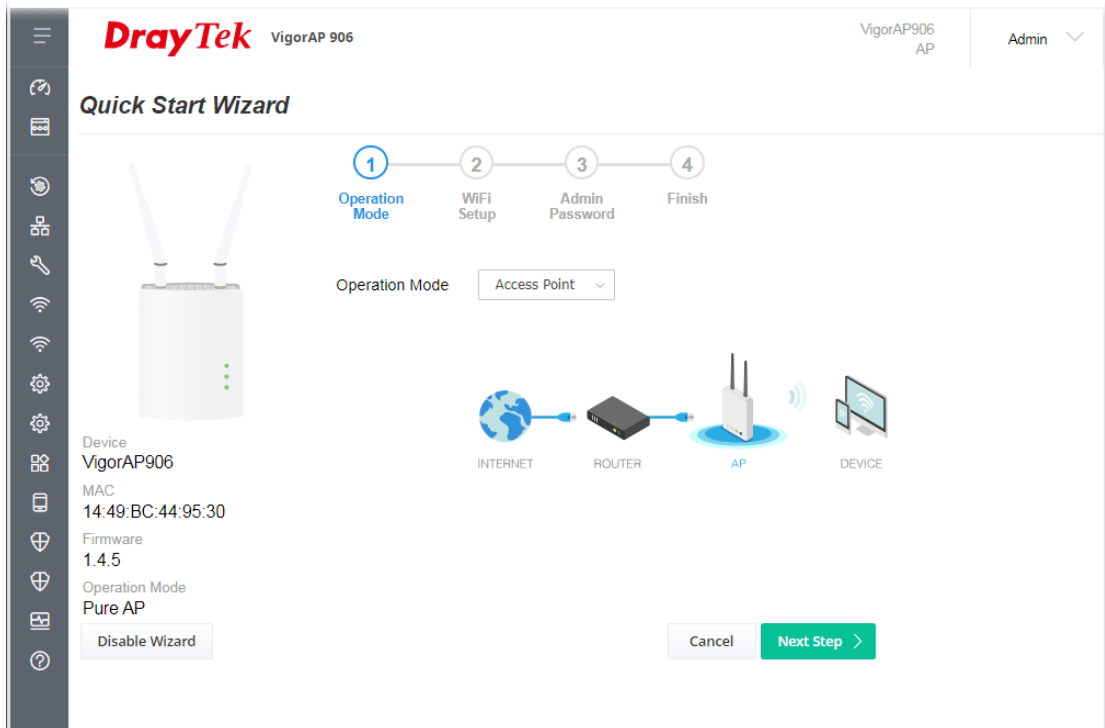 DrayTek VigorAP 906
VigorAP906
AP
Admin
Quick Start Wizard
1 2 3 4
Operation Mode
WiFi Setup
Admin Password
Finish
Operation Mode Access Point
INTERNET ROUTER AP DEVICE
Device
VigorAP906
MAC
14:49:BC:44:95:30
Firmware
1.4.5
Operation Mode
Pure AP
Disable Wizard Cancel Next Step